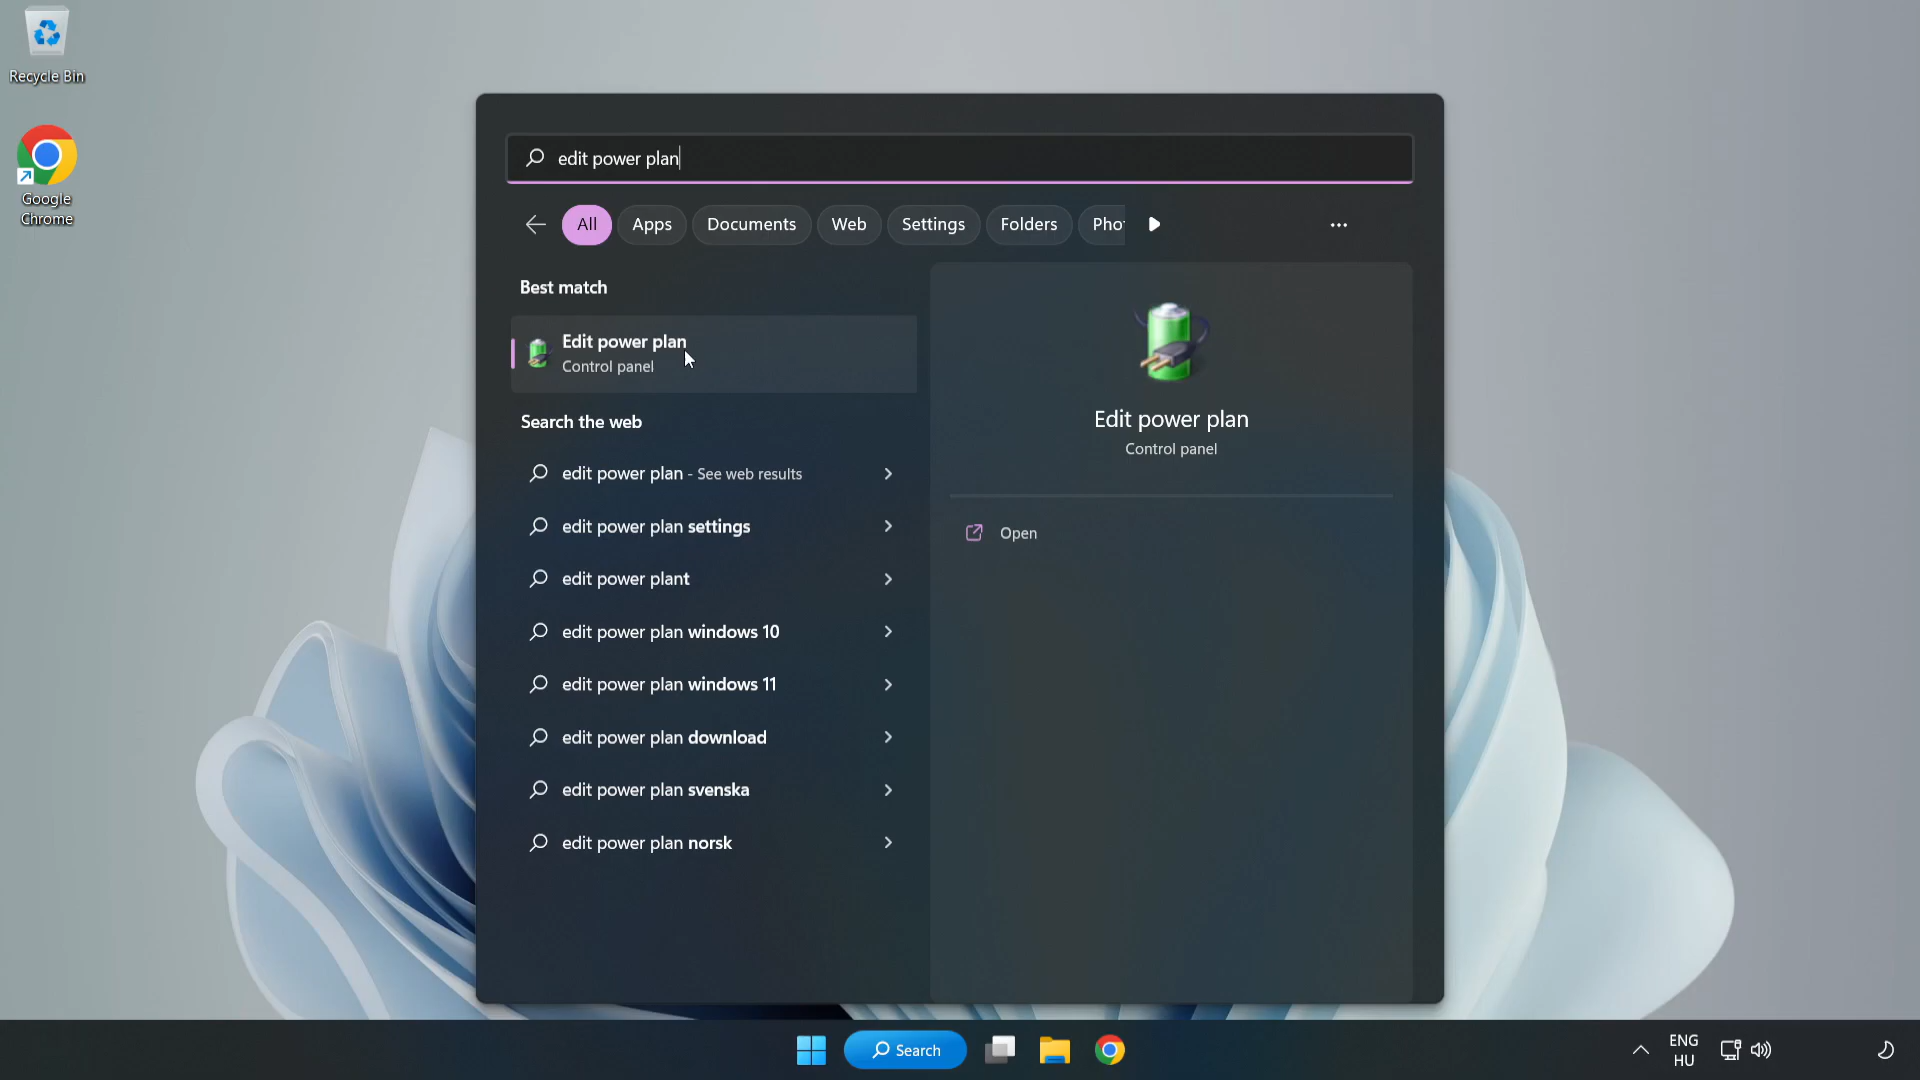 Recycle Bin
Google
Chrome
edit power plan
All Apps Documents Web Settings Folders Pho
Best match
Edit power plan
Control panel
Search the web
edit power plan - See web results
edit power plan settings
edit power plant
edit power plan windows 10
edit power plan windows 11
edit power plan download
edit power plan svenska
edit power plan norsk
Edit power plan
Control panel
Open
Search
ENG
HU